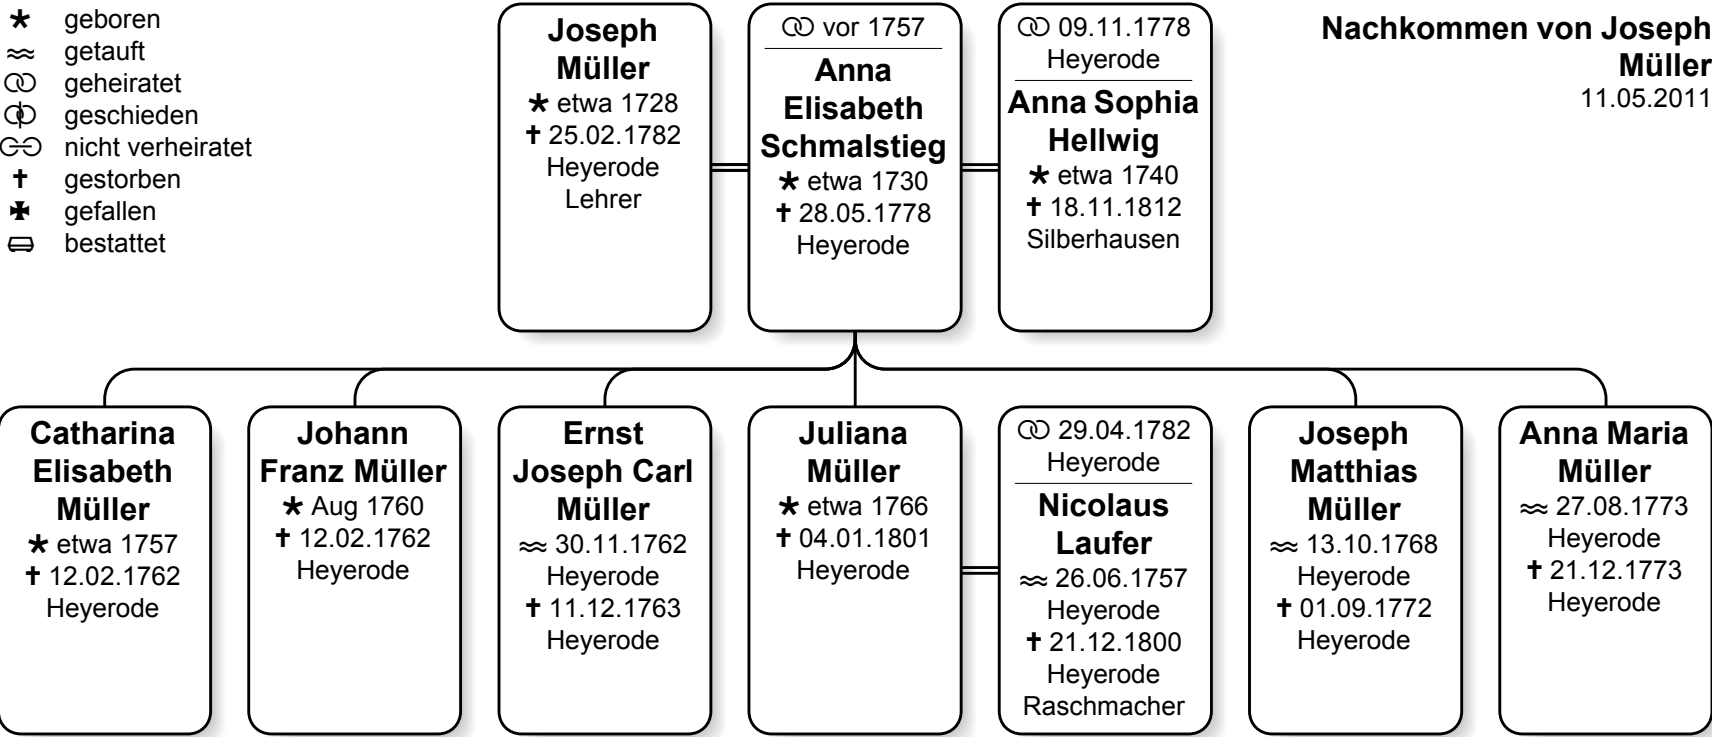 * geboren
≈ getauft
⚭ geheiratet
⚮ geschieden
⚯ nicht verheiratet
† gestorben
✠ gefallen
⚰ bestattet
Joseph
Müller
* etwa 1728
† 25.02.1782
Heyerode
Lehrer
⚭ vor 1757
Anna
Elisabeth
Schmalstieg
* etwa 1730
† 28.05.1778
Heyerode
⚭ 09.11.1778
Heyerode
Anna Sophia
Hellwig
* etwa 1740
† 18.11.1812
Silberhausen
Nachkommen von Joseph
Müller
11.05.2011
Catharina
Elisabeth
Müller
* etwa 1757
† 12.02.1762
Heyerode
Johann
Franz Müller
* Aug 1760
† 12.02.1762
Heyerode
Ernst
Joseph Carl
Müller
≈ 30.11.1762
Heyerode
† 11.12.1763
Heyerode
Juliana
Müller
* etwa 1766
† 04.01.1801
Heyerode
⚭ 29.04.1782
Heyerode
Nicolaus
Laufer
≈ 26.06.1757
Heyerode
† 21.12.1800
Heyerode
Raschmacher
Joseph
Matthias
Müller
≈ 13.10.1768
Heyerode
† 01.09.1772
Heyerode
Anna Maria
Müller
≈ 27.08.1773
Heyerode
† 21.12.1773
Heyerode